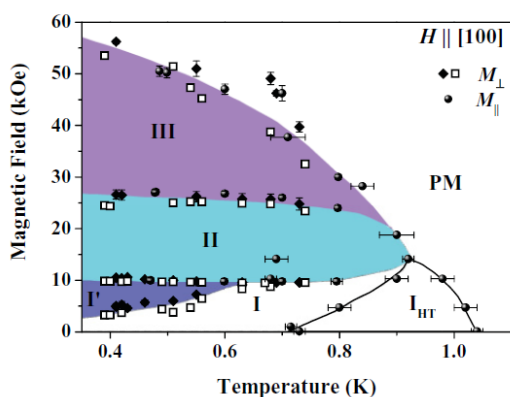 H || [100]
M⊥
M||
60
50
40
30
20
10
0
Magnetic Field (kOe)
III
II
I'
I
I_HT
PM
0.4 0.6 0.8 1.0
Temperature (K)